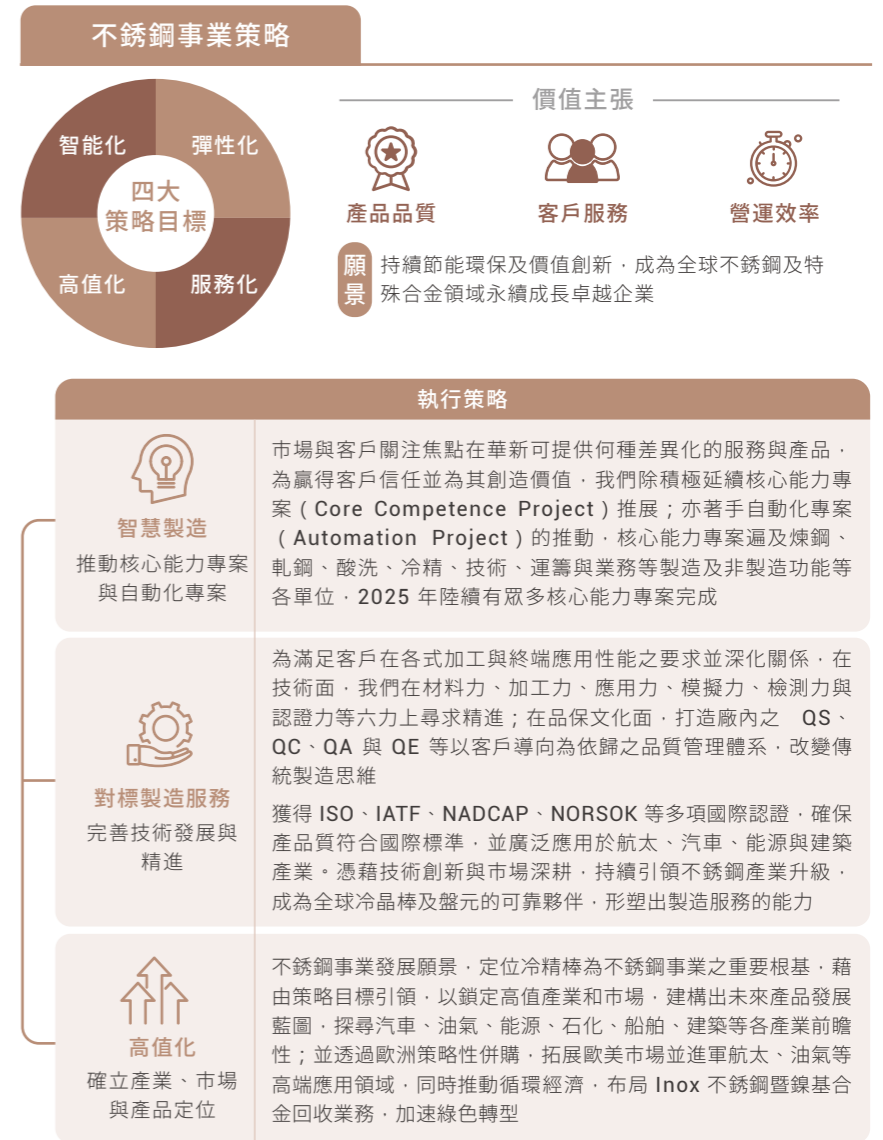 不銹鋼事業策略
智能化
彈性化
四大
策略目標
高值化
服務化
價值主張
產品品質
客戶服務
營運效率
願景
持續節能環保及價值創新，成為全球不銹鋼及特
殊合金領域永續成長卓越企業
執行策略
智慧製造
推動核心能力專案
與自動化專案
市場與客戶關注焦點在華新可提供何種差異化的服務與產品，
為贏得客戶信任並為其創造價值，我們除積極延續核心能力專
案（Core Competence Project）推展；亦著手自動化專案
（Automation Project）的推動，核心能力專案遍及煉鋼、
軋鋼、酸洗、冷精、技術、運籌與業務等製造及非製造功能等
各單位，2025 年陸續有眾多核心能力專案完成
對標製造服務
完善技術發展與
精進
為滿足客戶在各式加工與終端應用性能之要求並深化關係，在
技術面，我們在材料力、加工力、應用力、模擬力、檢測力與
認證力等六力上尋求精進；在品保文化面，打造廠內之 QS、
QC、QA 與 QE 等以客戶導向為依歸之品質管理體系，改變傳
統製造思維
獲得 ISO、IATF、NADCAP、NORSOK 等多項國際認證，確保
產品品質符合國際標準，並廣泛應用於航太、汽車、能源與建築
產業。憑藉技術創新與市場深耕，持續引領不銹鋼產業升級，
成為全球冷晶棒及盤元的可靠夥伴，形塑出製造服務的能力
高值化
確立產業、市場
與產品定位
不銹鋼事業發展願景，定位冷精棒為不銹鋼事業之重要根基，藉
由策略目標引領，以鎖定高值產業和市場，建構出未來產品發展
藍圖，探尋汽車、油氣、能源、石化、船舶、建築等各產業前瞻
性；並透過歐洲策略性併購，拓展歐美市場並進軍航太、油氣等
高端應用領域，同時推動循環經濟，布局 Inox 不銹鋼暨鎳基合
金回收業務，加速綠色轉型